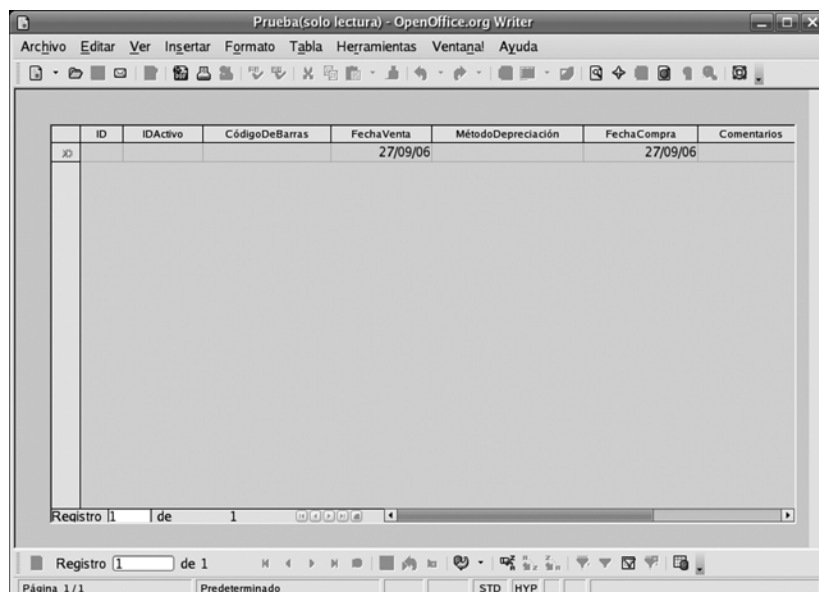 Prueba(solo lectura) - OpenOffice.org Writer
Archivo Editar Ver Insertar Formato Tabla Herramientas Ventana! Ayuda
ID IDActivo CódigoDeBarras FechaVenta MétodoDepreciación FechaCompra Comentarios
27/09/06 27/09/06
Registro 1 de 1
Registro 1 de 1
Página 1/1 Predeterminado STD HYP